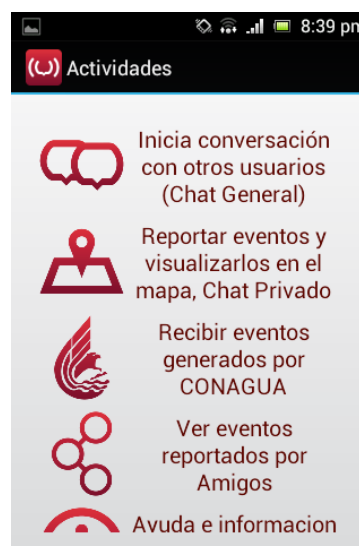 8:39 pm
Actividades
Inicia conversación
con otros usuarios
(Chat General)
Reportar eventos y
visualizarlos en el
mapa, Chat Privado
Recibir eventos
generados por
CONAGUA
Ver eventos
reportados por
Amigos
Ayuda e informacion